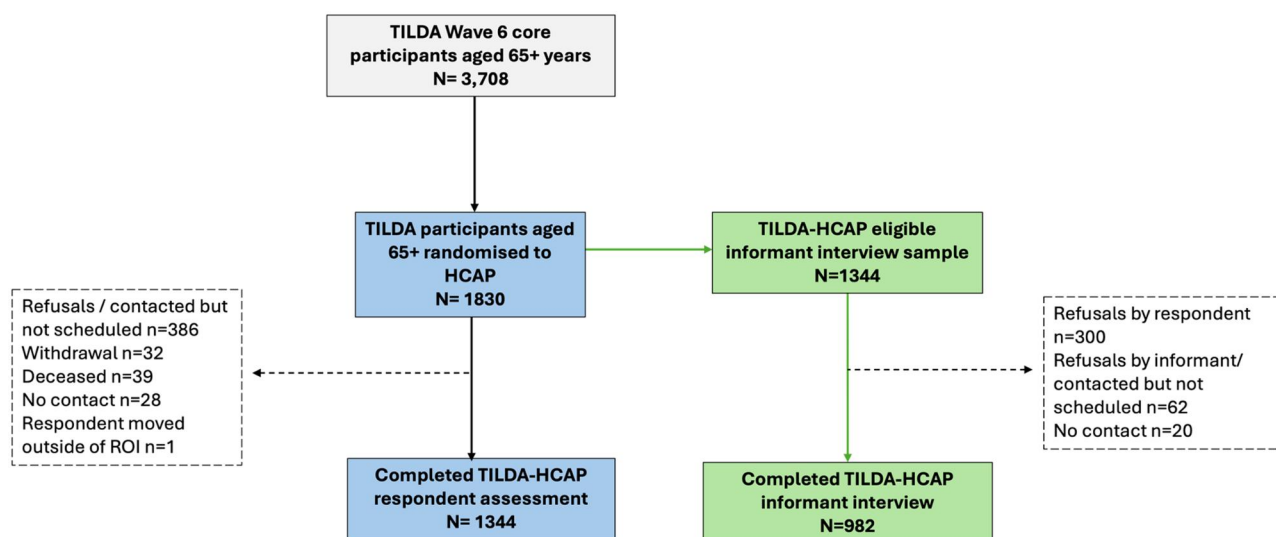 TILDA Wave 6 core
participants aged 65+ years
N= 3,708
TILDA participants aged
65+ randomised to
HCAP
N= 1830
TILDA-HCAP eligible
informant interview sample
N=1344
Refusals / contacted but
not scheduled n=386
Withdrawal n=32
Deceased n=39
No contact n=28
Respondent moved
outside of ROI n=1
Refusals by respondent
n=300
Refusals by informant/
contacted but not
scheduled n=62
No contact n=20
Completed TILDA-HCAP
respondent assessment
N= 1344
Completed TILDA-HCAP
informant interview
N=982